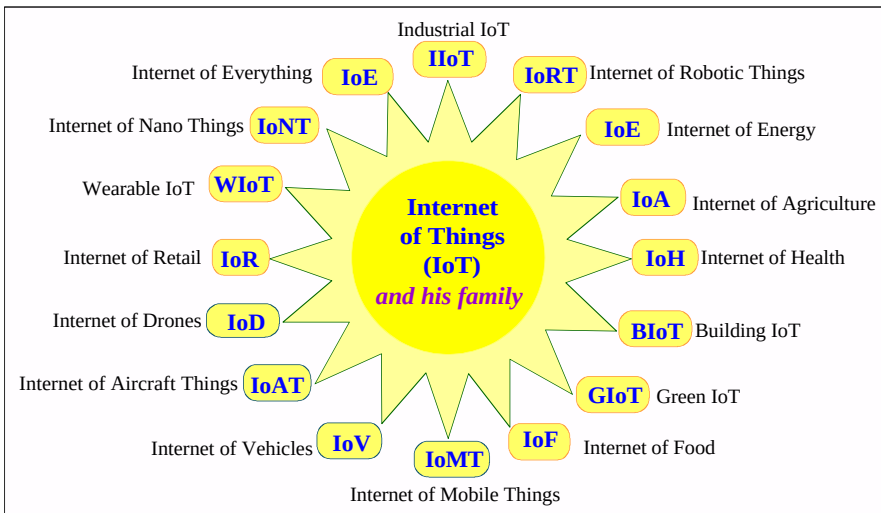 Industrial IoT
IIoT
Internet of Everything
IoE
IoRT
Internet of Robotic Things
Internet of Nano Things
IoNT
IoE
Internet of Energy
Wearable IoT
WIoT
IoA
Internet of Agriculture
Internet
of Things
(IoT)
and his family
Internet of Retail
IoR
IoH
Internet of Health
Internet of Drones
IoD
BIoT
Building IoT
Internet of Aircraft Things
IoAT
GIoT
Green IoT
Internet of Vehicles
IoV
IoMT
Internet of Mobile Things
IoF
Internet of Food